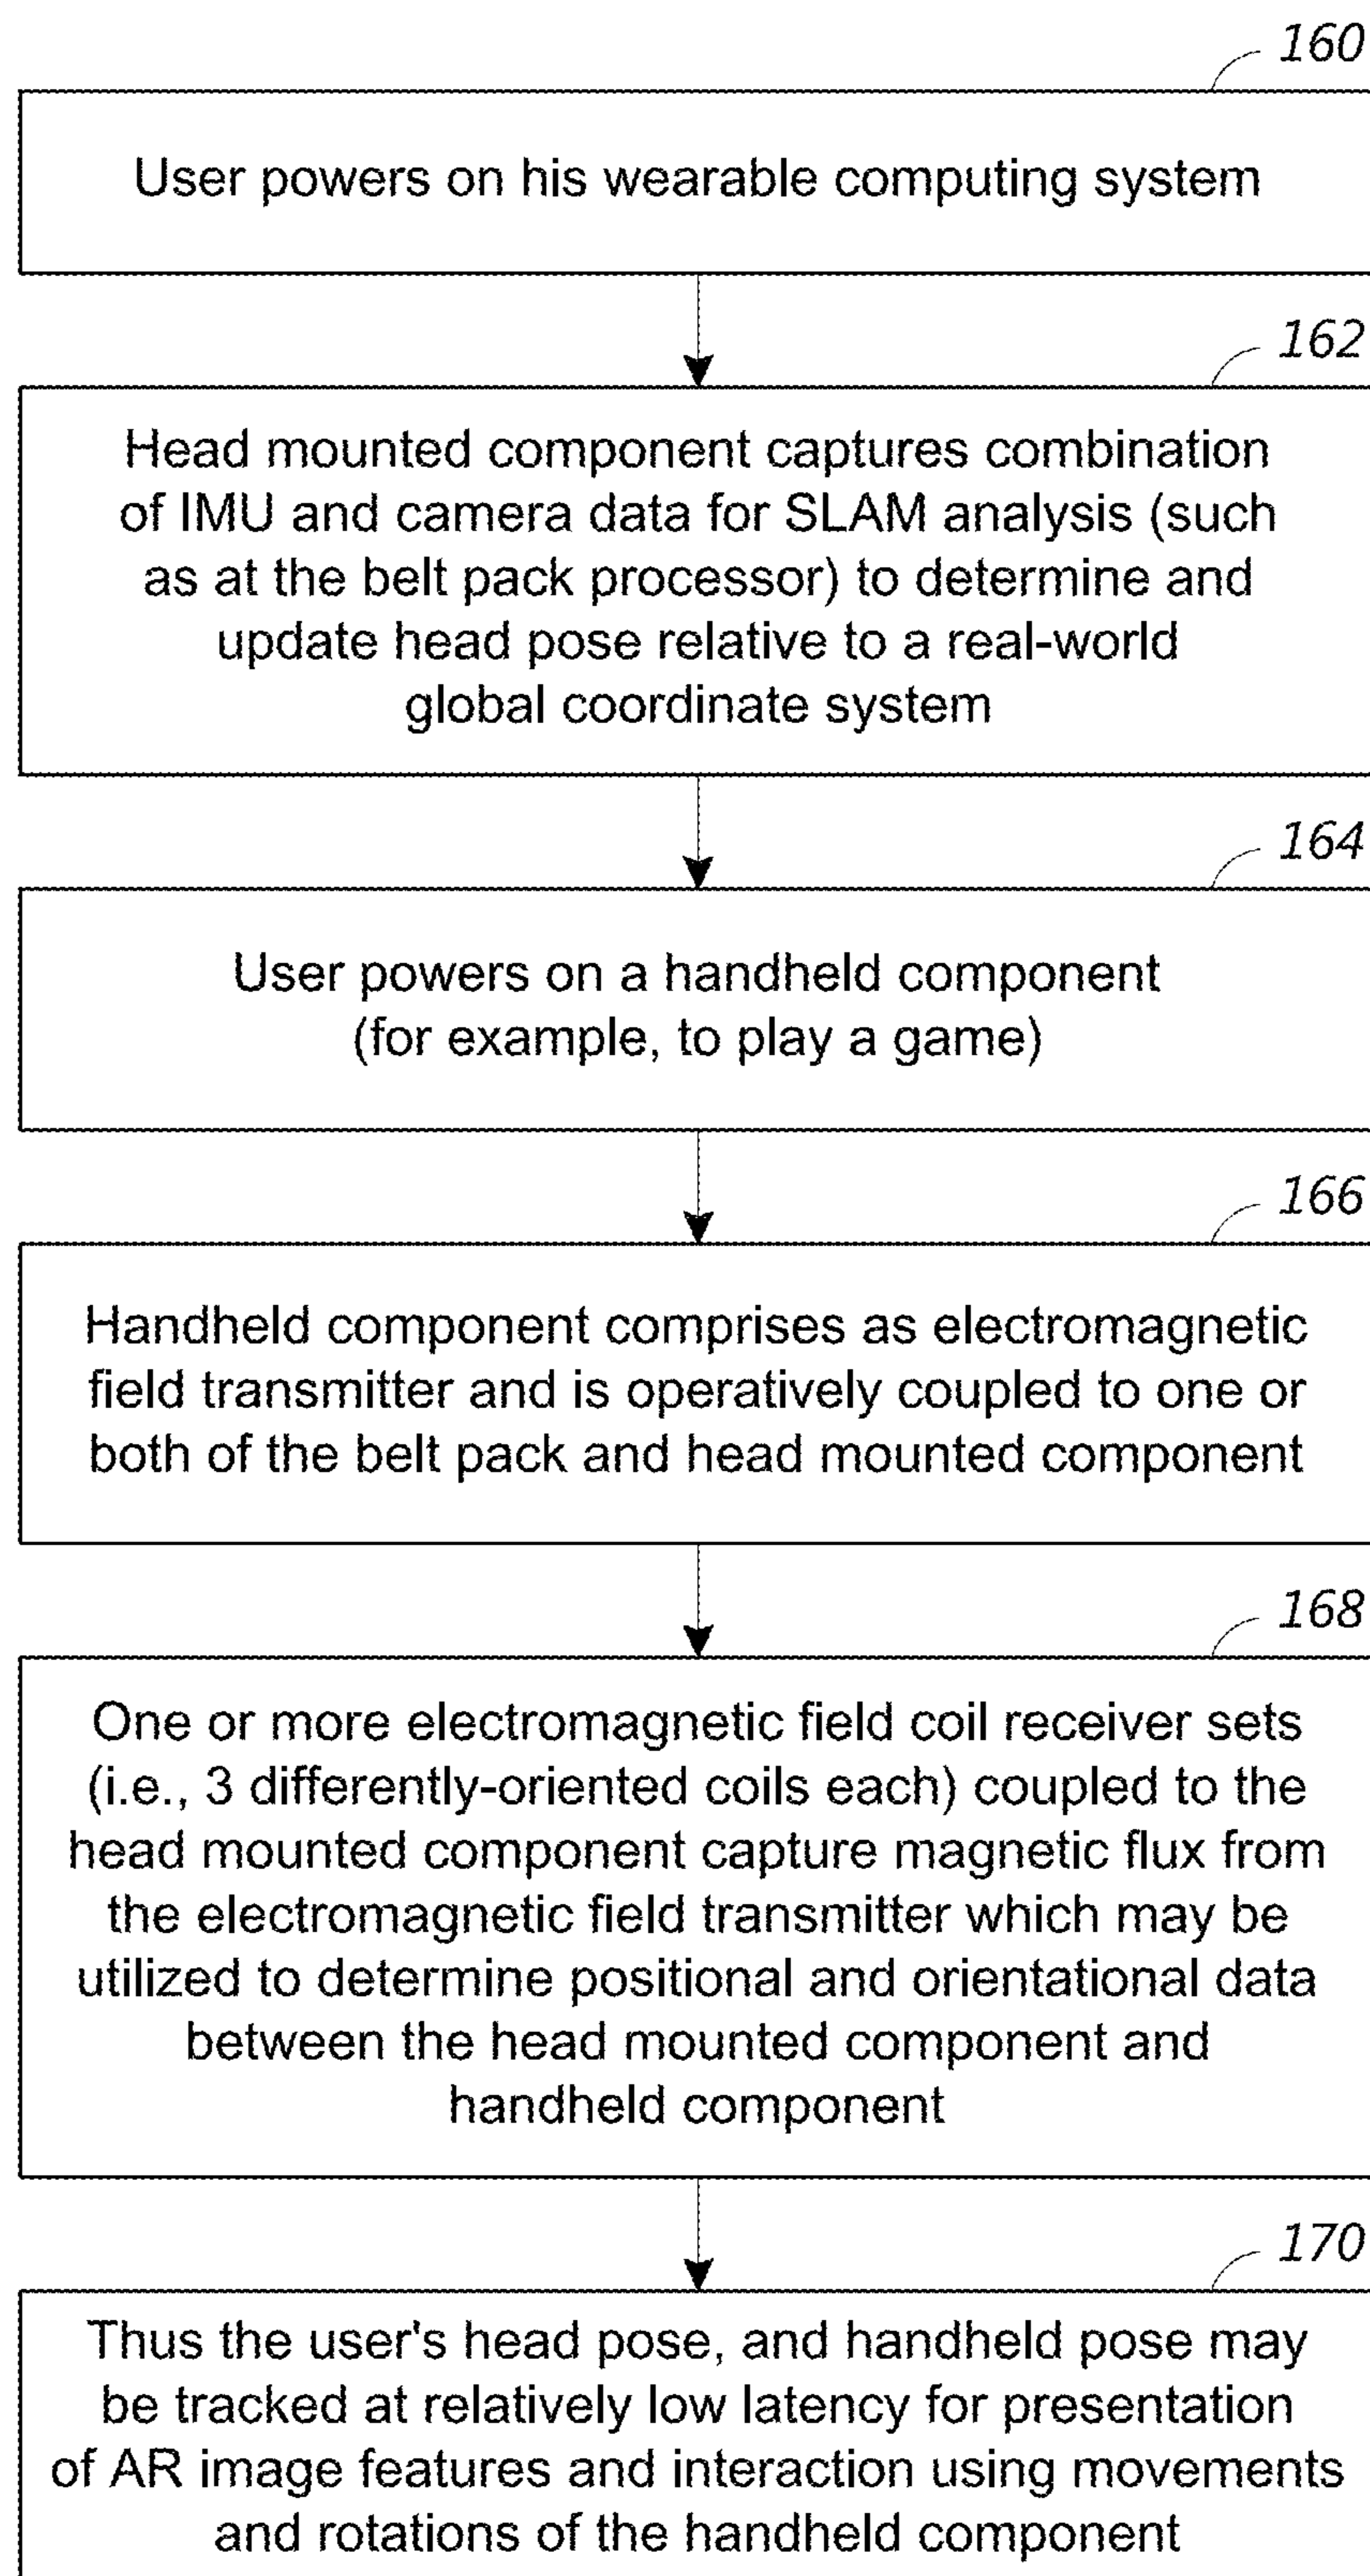 160
User powers on his wearable computing system
162
Head mounted component captures combination
of IMU and camera data for SLAM analysis (such
as at the belt pack processor) to determine and
update head pose relative to a real-world
global coordinate system
164
User powers on a handheld component
(for example, to play a game)
166
Handheld component comprises as electromagnetic
field transmitter and is operatively coupled to one or
both of the belt pack and head mounted component
168
One or more electromagnetic field coil receiver sets
(i.e., 3 differently-oriented coils each) coupled to the
head mounted component capture magnetic flux from
the electromagnetic field transmitter which may be
utilized to determine positional and orientational data
between the head mounted component and
handheld component
170
Thus the user's head pose, and handheld pose may
be tracked at relatively low latency for presentation
of AR image features and interaction using movements
and rotations of the handheld component